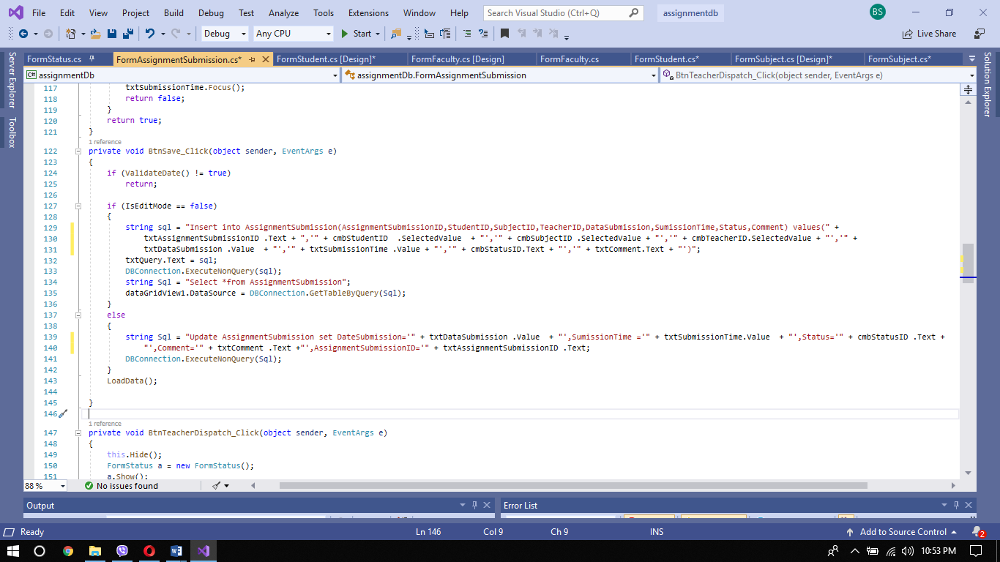 File Edit View Project Build Debug Test Analyze Tools Extensions Window Help Search Visual Studio (Ctrl+Q) assignmentdb BS
Debug Any CPU Start Live Share
Server Explorer
Toolbox
Solution Explorer
FormStatus.cs FormAssignmentSubmission.cs* FormStudent.cs [Design]* FormFaculty.cs [Design] FormFaculty.cs FormStudent.cs* FormSubject.cs [Design]* FormSubject.cs*
C# assignmentDb assignmentDb.FormAssignmentSubmission BtnTeacherDispatch_Click(object sender, EventArgs e)
117 txtSubmissionTime.Focus();
118 return false;
119 }
120 return true;
121 }
1 reference
122 private void BtnSave_Click(object sender, EventArgs e)
123 {
124 if (ValidateDate() != true)
125 return;
126
127 if (IsEditMode == false)
128 {
129 string sql = "Insert into AssignmentSubmission(AssignmentSubmissionID,StudentID,SubjectID,TeacherID,DataSubmission,SumissionTime,Status,Comment) values(" +
130 txtAssignmentSubmissionID .Text + ",'" + cmbStudentID  .SelectedValue  + "','" + cmbSubjectID .SelectedValue + "','" + cmbTeacherID.SelectedValue + "','" +
131 txtDataSubmission .Value  + "','" + txtSubmissionTime .Value + "','" + cmbStatusID.Text + "','" + txtComment.Text + "')";
132 txtQuery.Text = sql;
133 DBConnection.ExecuteNonQuery(sql);
134 string Sql = "Select *from AssignmentSubmission";
135 dataGridView1.DataSource = DBConnection.GetTableByQuery(Sql);
136 }
137 else
138 {
139 string Sql = "Update AssignmentSubmission set DateSubmission='" + txtDataSubmission .Value  + "',SumissionTime ='" + txtSubmissionTime.Value  + "',Status='" + cmbStatusID .Text +
140 "',Comment='" + txtComment .Text +"',AssignmentSubmissionID='" + txtAssignmentSubmissionID .Text;
141 DBConnection.ExecuteNonQuery(Sql);
142 }
143 LoadData();
144
145 }
146
1 reference
147 private void BtnTeacherDispatch_Click(object sender, EventArgs e)
148 {
149 this.Hide();
150 FormStatus a = new FormStatus();
151 a.Show();
88 % No issues found
Output Error List
Ready Ln 146 Col 9 Ch 9 INS Add to Source Control 2
10:53 PM